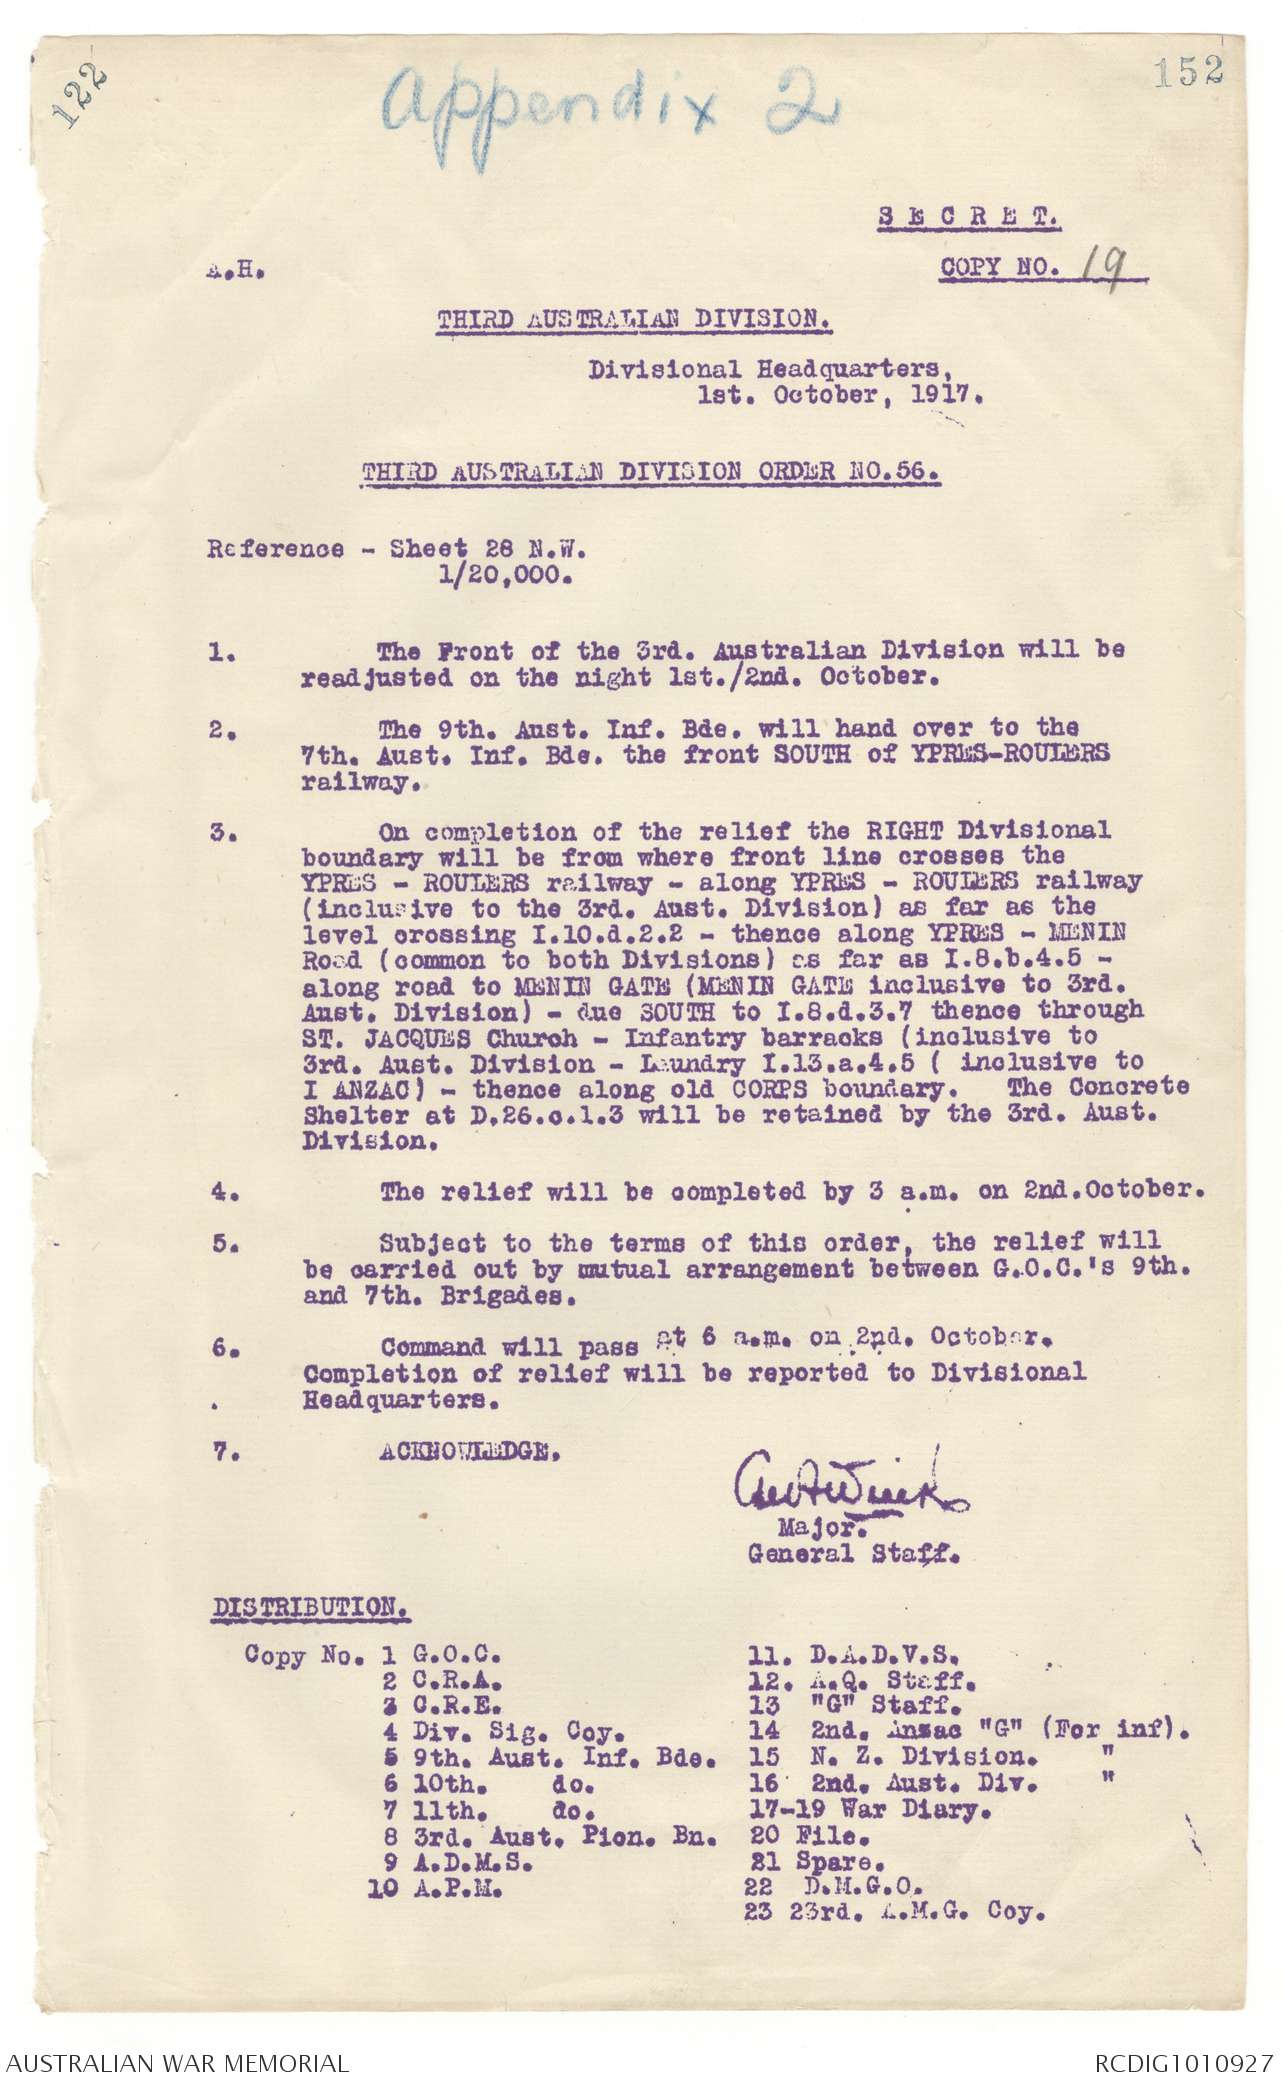 122
152
Appendix 2
S E C R E T.
A.H.
COPY NO. 19
THIRD AUSTRALIAN DIVISION.
Divisional Headquarters,
1st. October, 1917.
THIRD AUSTRALIAN DIVISION ORDER NO.56.
Reference - Sheet 28 N.W.
1/20,000.
1. The Front of the 3rd. Australian Division will be
readjusted on the night 1st./2nd. October.
2. The 9th. Aust. Inf. Bde. will hand over to the
7th. Aust. Inf. Bde. the front SOUTH of YPRES-ROULERS
railway.
3. On completion of the relief the RIGHT Divisional
boundary will be from where front line crosses the
YPRES - ROULERS railway - along YPRES - ROULERS railway
(inclusive to the 3rd. Aust. Division) as far as the
level crossing I.10.d.2.2 - thence along YPRES - MENIN
Road (common to both Divisions) as far as I.8.b.4.5 -
along road to MENIN GATE (MENIN GATE inclusive to 3rd.
Aust. Division) - due SOUTH to I.8.d.3.7 thence through
ST. JACQUES Church - Infantry barracks (inclusive to
3rd. Aust. Division - Laundry I.13.a.4.5 ( inclusive to
I ANZAC) - thence along old CORPS boundary. The Concrete
Shelter at D.26.c.1.3 will be retained by the 3rd. Aust.
Division.
4. The relief will be completed by 3 a.m. on 2nd.October.
5. Subject to the terms of this order, the relief will
be carried out by mutual arrangement between G.O.C.'s 9th.
and 7th. Brigades.
6. Command will pass at 6 a.m. on 2nd. October.
Completion of relief will be reported to Divisional
Headquarters.
7. ACKNOWLEDGE.
Major.
General Staff.
DISTRIBUTION.
Copy No. 1 G.O.C.
2 C.R.A.
3 C.R.E.
4 Div. Sig. Coy.
5 9th. Aust. Inf. Bde.
6 10th. do.
7 11th. do.
8 3rd. Aust. Pion. Bn.
9 A.D.M.S.
10 A.P.M.
11. D.A.D.V.S.
12. A.Q. Staff.
13 "G" Staff.
14 2nd. Anzac "G" (For inf).
15 N. Z. Division. "
16 2nd. Aust. Div. "
17-19 War Diary.
20 File.
21 Spare.
22 D.M.G.O.
23 23rd. A.M.G. Coy.
AUSTRALIAN WAR MEMORIAL
RCDIG1010927